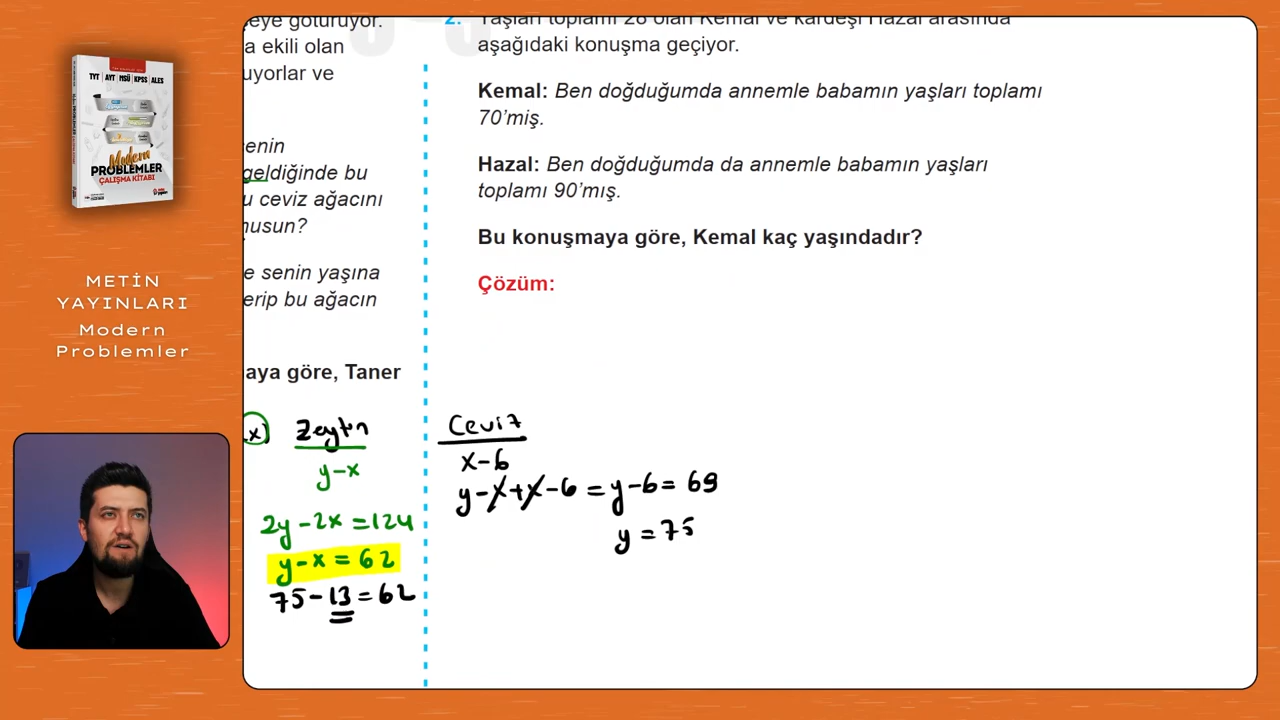 TYT | AYT | MSÜ | KPSS | ALES
Modern
PROBLEMLER
ÇALIŞMA KİTABI
METİN
YAYINLARI
Modern
Problemler
eye götürüyor.
a ekili olan
uyorlar ve
enin
geldiğinde bu
u ceviz ağacını
nusun?
e senin yaşına
erip bu ağacın
aya göre, Taner
x)
Zeytin
y-x
2y-2x=124
y-x=62
75-13=62
2. Yaşları toplamı 28 olan Kemal ve kardeşi Hazal arasında
aşağıdaki konuşma geçiyor.
Kemal: Ben doğduğumda annemle babamın yaşları toplamı
70'miş.
Hazal: Ben doğduğumda da annemle babamın yaşları
toplamı 90'mış.
Bu konuşmaya göre, Kemal kaç yaşındadır?
Çözüm:
Ceviz
x-6
y-x+x-6=y-6=69
y=75